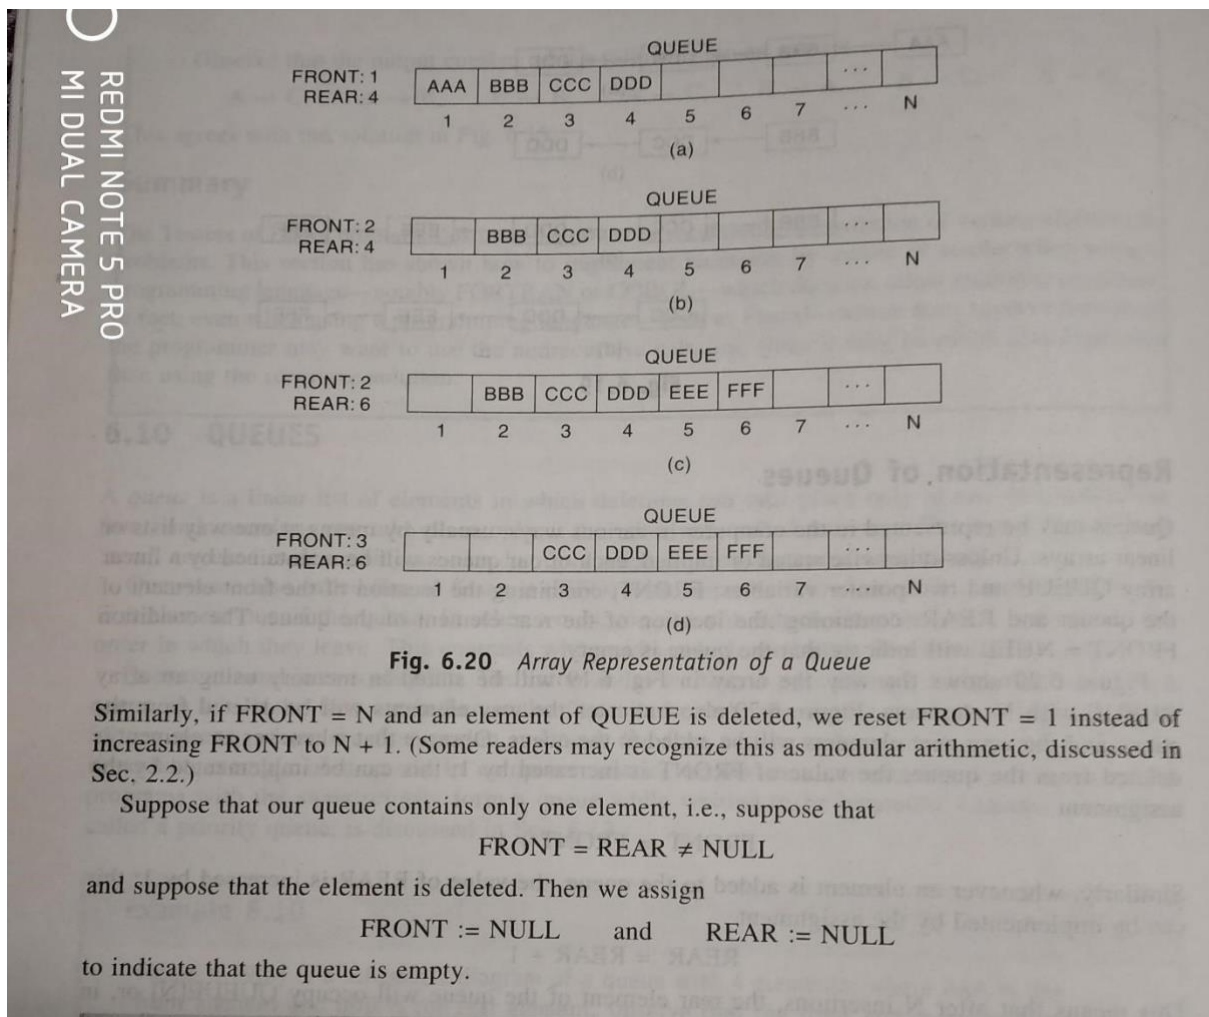 REDMI NOTE 5 PRO
MI DUAL CAMERA
QUEUE
FRONT: 1
REAR: 4
AAA BBB CCC DDD ...
1 2 3 4 5 6 7 ... N
(a)
QUEUE
FRONT: 2
REAR: 4
BBB CCC DDD ...
1 2 3 4 5 6 7 ... N
(b)
QUEUE
FRONT: 2
REAR: 6
BBB CCC DDD EEE FFF ...
1 2 3 4 5 6 7 ... N
(c)
QUEUE
FRONT: 3
REAR: 6
CCC DDD EEE FFF ...
1 2 3 4 5 6 7 ... N
(d)
Fig. 6.20 Array Representation of a Queue
Similarly, if FRONT = N and an element of QUEUE is deleted, we reset FRONT = 1 instead of
increasing FRONT to N + 1. (Some readers may recognize this as modular arithmetic, discussed in
Sec. 2.2.)
Suppose that our queue contains only one element, i.e., suppose that
FRONT = REAR ≠ NULL
and suppose that the element is deleted. Then we assign
FRONT := NULL and REAR := NULL
to indicate that the queue is empty.